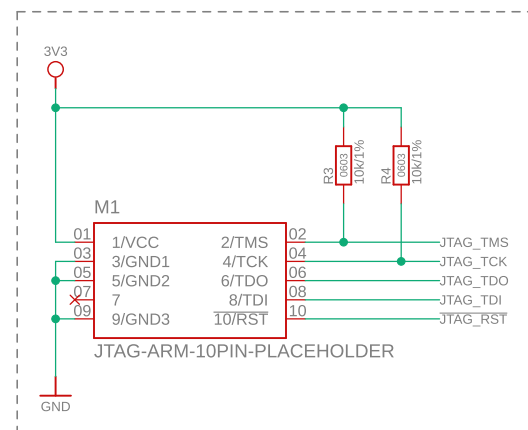 3V3
R3
0603
10k/1%
R4
0603
10k/1%
M1
01 1/VCC 2/TMS 02 JTAG_TMS
03 3/GND1 4/TCK 04 JTAG_TCK
05 5/GND2 6/TDO 06 JTAG_TDO
07 7 8/TDI 08 JTAG_TDI
09 9/GND3 10/RST 10 JTAG_RST
JTAG-ARM-10PIN-PLACEHOLDER
GND